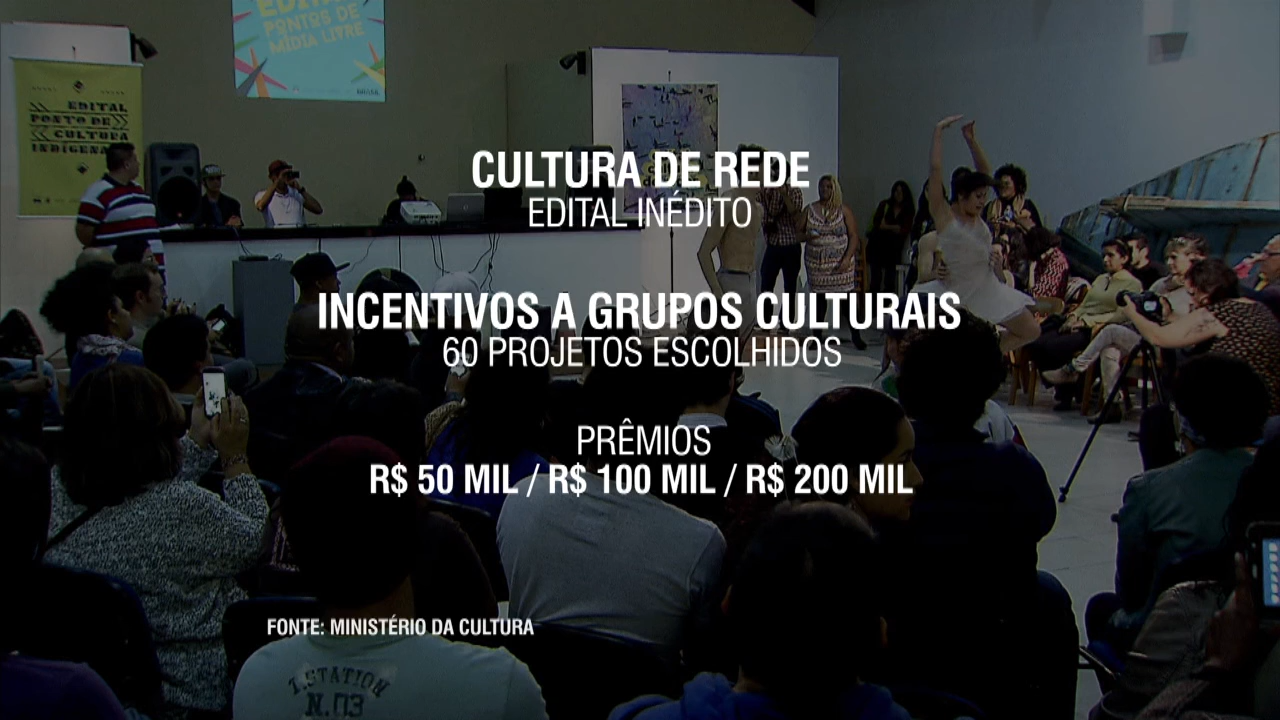 EDITAL
PONTOS DE
MÍDIA LIVRE
EDITAL
PONTO DE
CULTURA
INDÍGENA
CULTURA DE REDE
EDITAL INÉDITO
INCENTIVOS A GRUPOS CULTURAIS
60 PROJETOS ESCOLHIDOS
PRÊMIOS
R$ 50 MIL / R$ 100 MIL / R$ 200 MIL
FONTE: MINISTÉRIO DA CULTURA
T.STATION
N.03